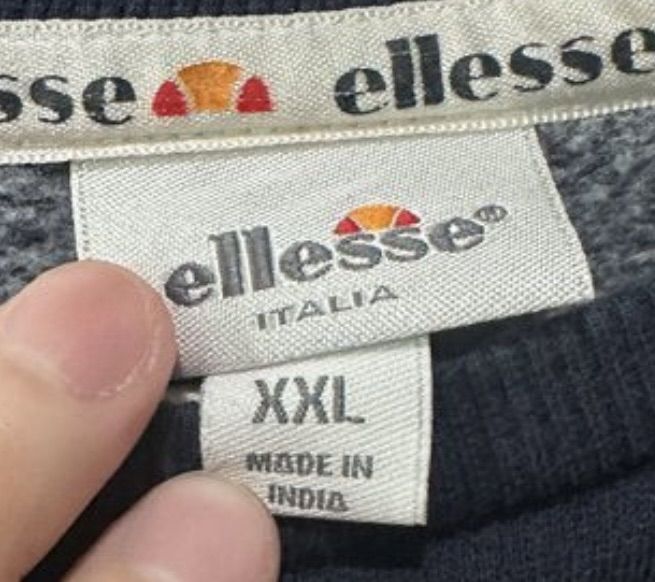 sse ellesse
ellesse®
ITALIA
XXL
MADE IN
INDIA